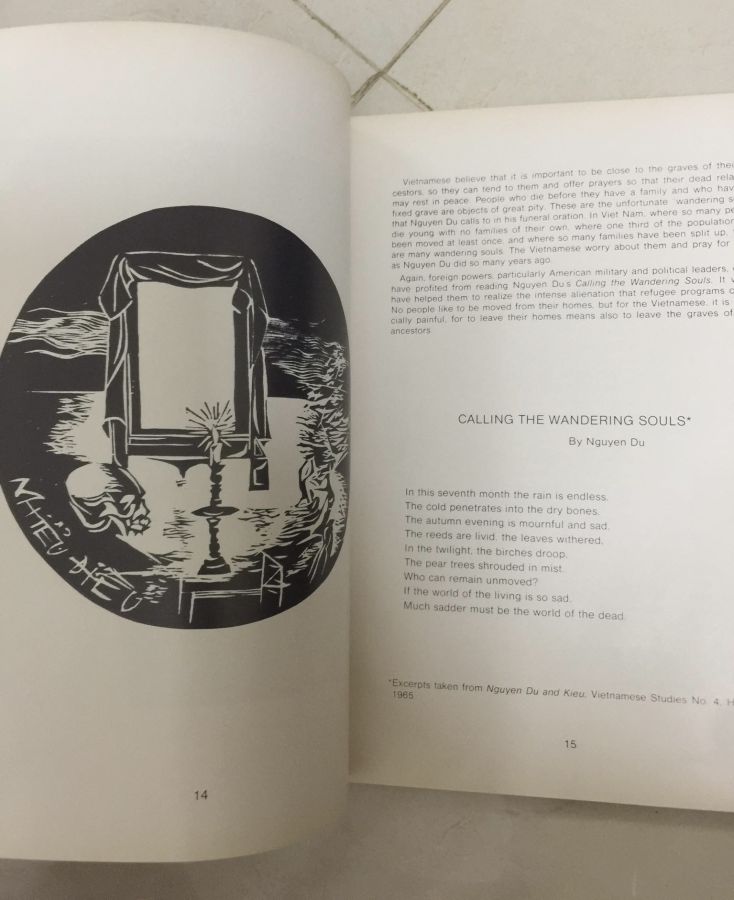 14
Vietnamese believe that it is important to be close to the graves of their
cestors, so they can tend to them and offer prayers so that their dead rela
may rest in peace. People who die before they have a family and who hav
fixed grave are objects of great pity. These are the unfortunate wandering s
that Nguyen Du calls to in his funeral oration. In Viet Nam, where so many pe
die young with no families of their own, where one third of the population
been moved at least once, and where so many families have been split up,
are many wandering souls. The Vietnamese worry about them and pray for
as Nguyen Du did so many years ago.
Again, foreign powers, particularly American military and political leaders,
have profited from reading Nguyen Du's Calling the Wandering Souls. It
have helped them to realize the intense alienation that refugee programs
No people like to be moved from their homes, but for the Vietnamese, it is
cially painful, for to leave their homes means also to leave the graves of
ancestors
CALLING THE WANDERING SOULS*
By Nguyen Du
In this seventh month the rain is endless.
The cold penetrates into the dry bones.
The autumn evening is mournful and sad.
The reeds are livid, the leaves withered,
In the twilight, the birches droop,
The pear trees shrouded in mist.
Who can remain unmoved?
If the world of the living is so sad.
Much sadder must be the world of the dead.
*Excerpts taken from Nguyen Du and Kieu, Vietnamese Studies No. 4, H
1965
15